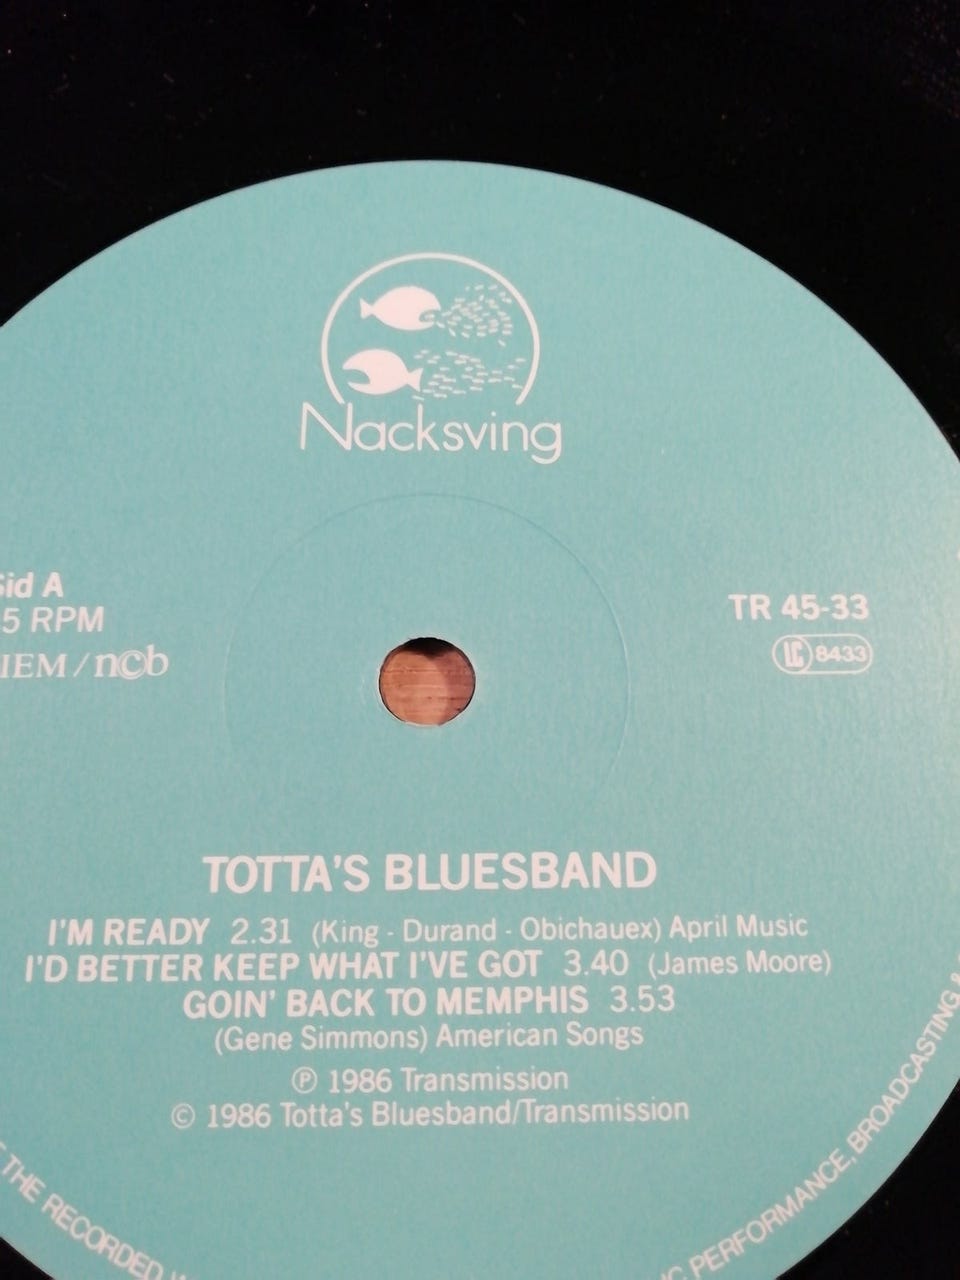 Nacksving
Sid A
5 RPM
IEM / n©b
TR 45-33
LC 8433
TOTTA'S BLUESBAND
I'M READY 2.31 (King - Durand - Obichauex) April Music
I'D BETTER KEEP WHAT I'VE GOT 3.40 (James Moore)
GOIN' BACK TO MEMPHIS 3.53
(Gene Simmons) American Songs
℗ 1986 Transmission
© 1986 Totta's Bluesband/Transmission
THE RECORDED
PERFORMANCE, BROADCASTING &